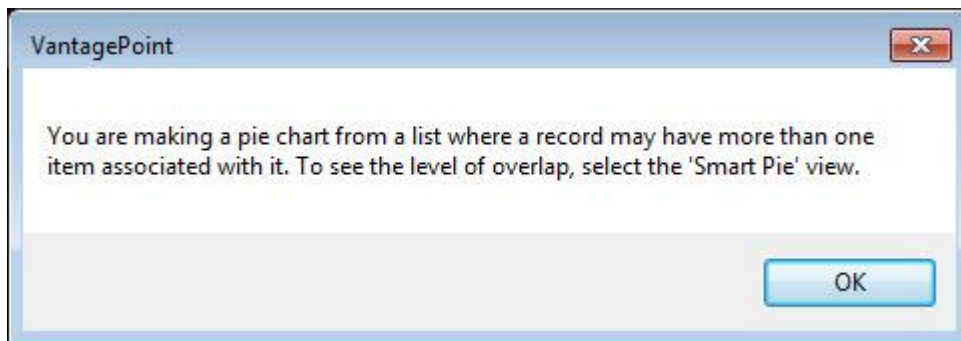 VantagePoint
You are making a pie chart from a list where a record may have more than one
item associated with it. To see the level of overlap, select the 'Smart Pie' view.
OK